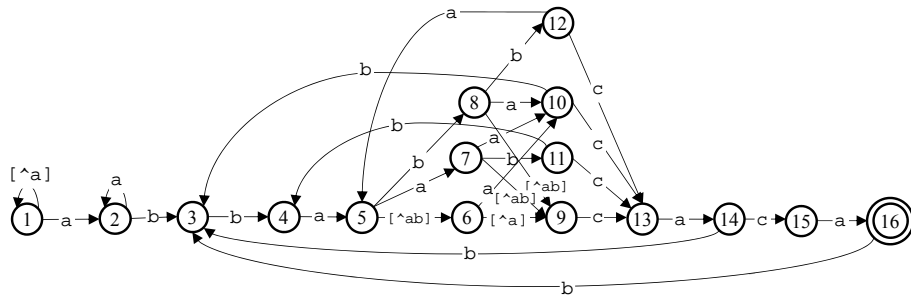 a 12
b
b 8 a 10 c
b 7 a b 11 c
b a a c
[^a] a [^ab] [^ab]
1 a 2 b 3 b 4 a 5 [^ab] 6 [^a] 9 c 13 a 14 c 15 a 16
b
b